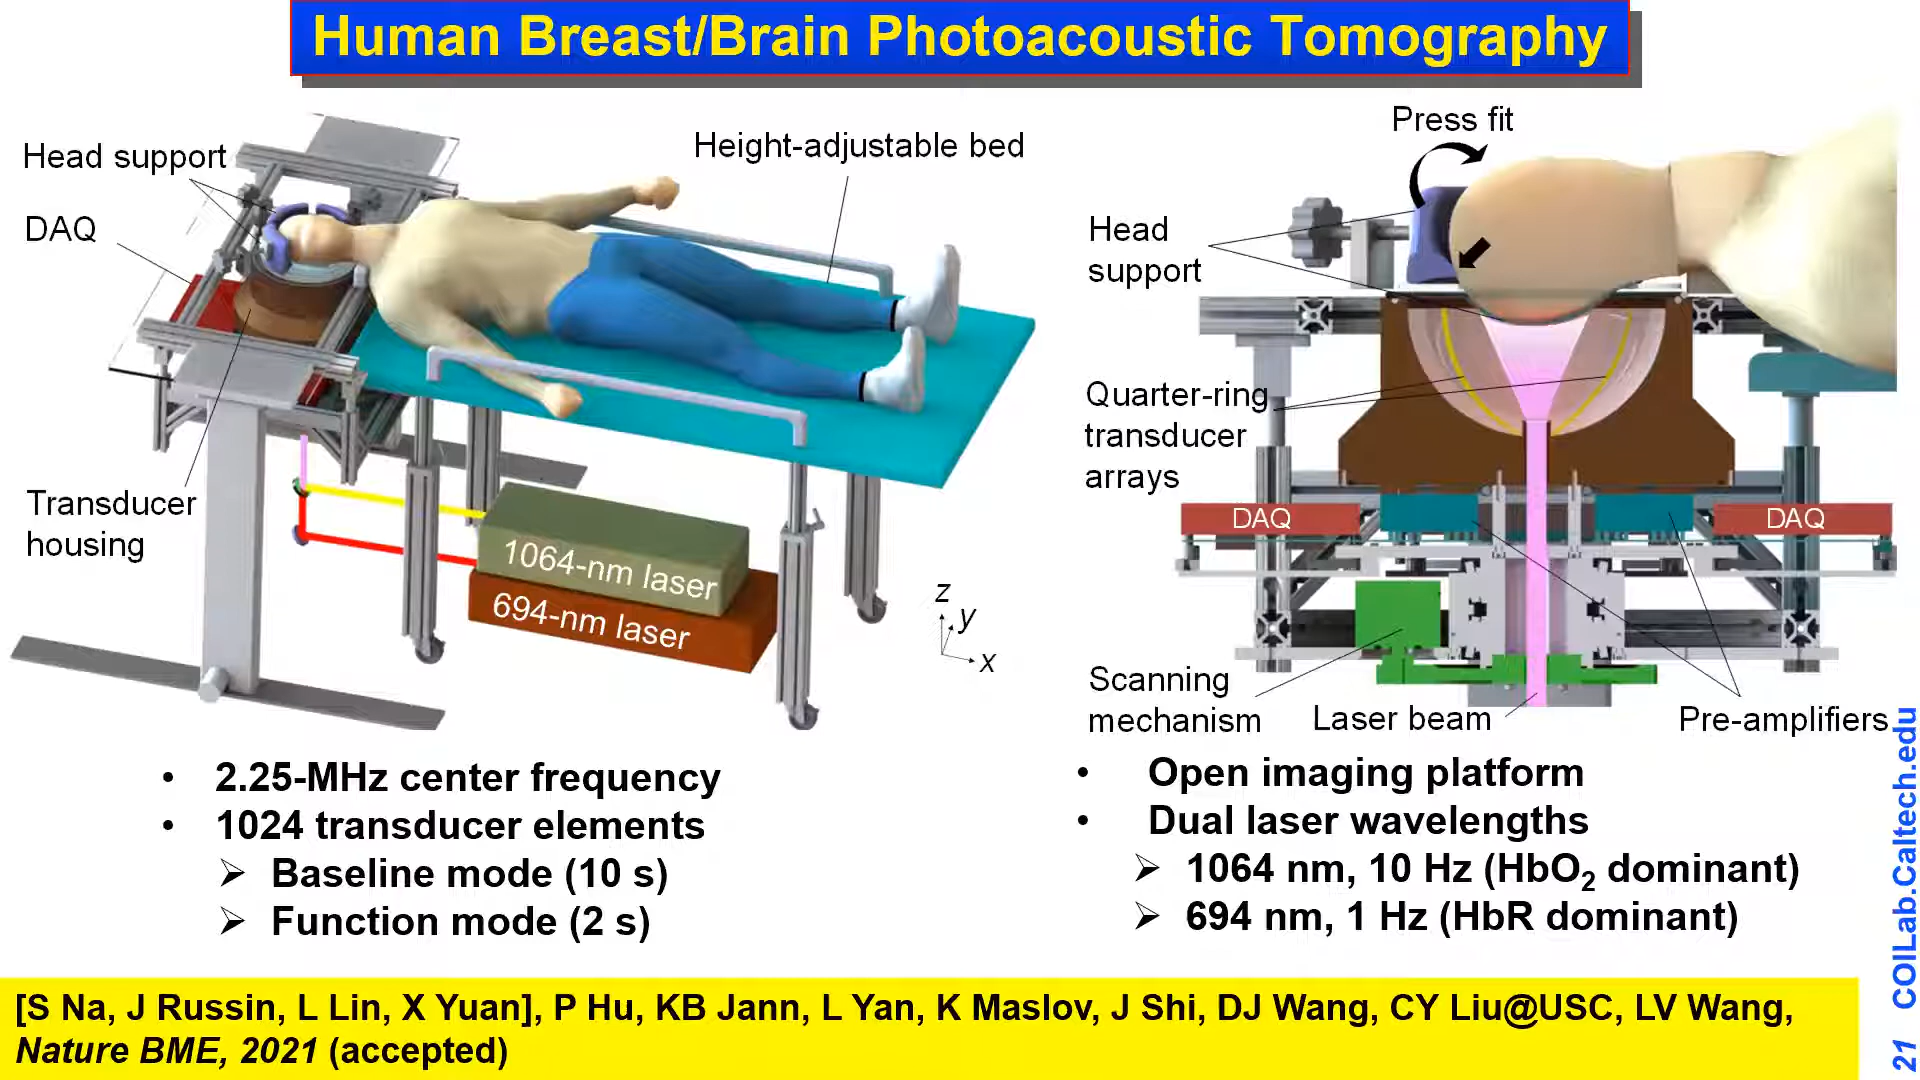 Human Breast/Brain Photoacoustic Tomography
Head support
DAQ
Height-adjustable bed
Transducer
housing
1064-nm laser
694-nm laser
z
y
x
Press fit
Head
support
Quarter-ring
transducer
arrays
DAQ
DAQ
Scanning
mechanism
Laser beam
Pre-amplifiers
• 2.25-MHz center frequency
• 1024 transducer elements
➢ Baseline mode (10 s)
➢ Function mode (2 s)
• Open imaging platform
• Dual laser wavelengths
➢ 1064 nm, 10 Hz (HbO₂ dominant)
➢ 694 nm, 1 Hz (HbR dominant)
[S Na, J Russin, L Lin, X Yuan], P Hu, KB Jann, L Yan, K Maslov, J Shi, DJ Wang, CY Liu@USC, LV Wang,
Nature BME, 2021 (accepted)
21 COILab.Caltech.edu